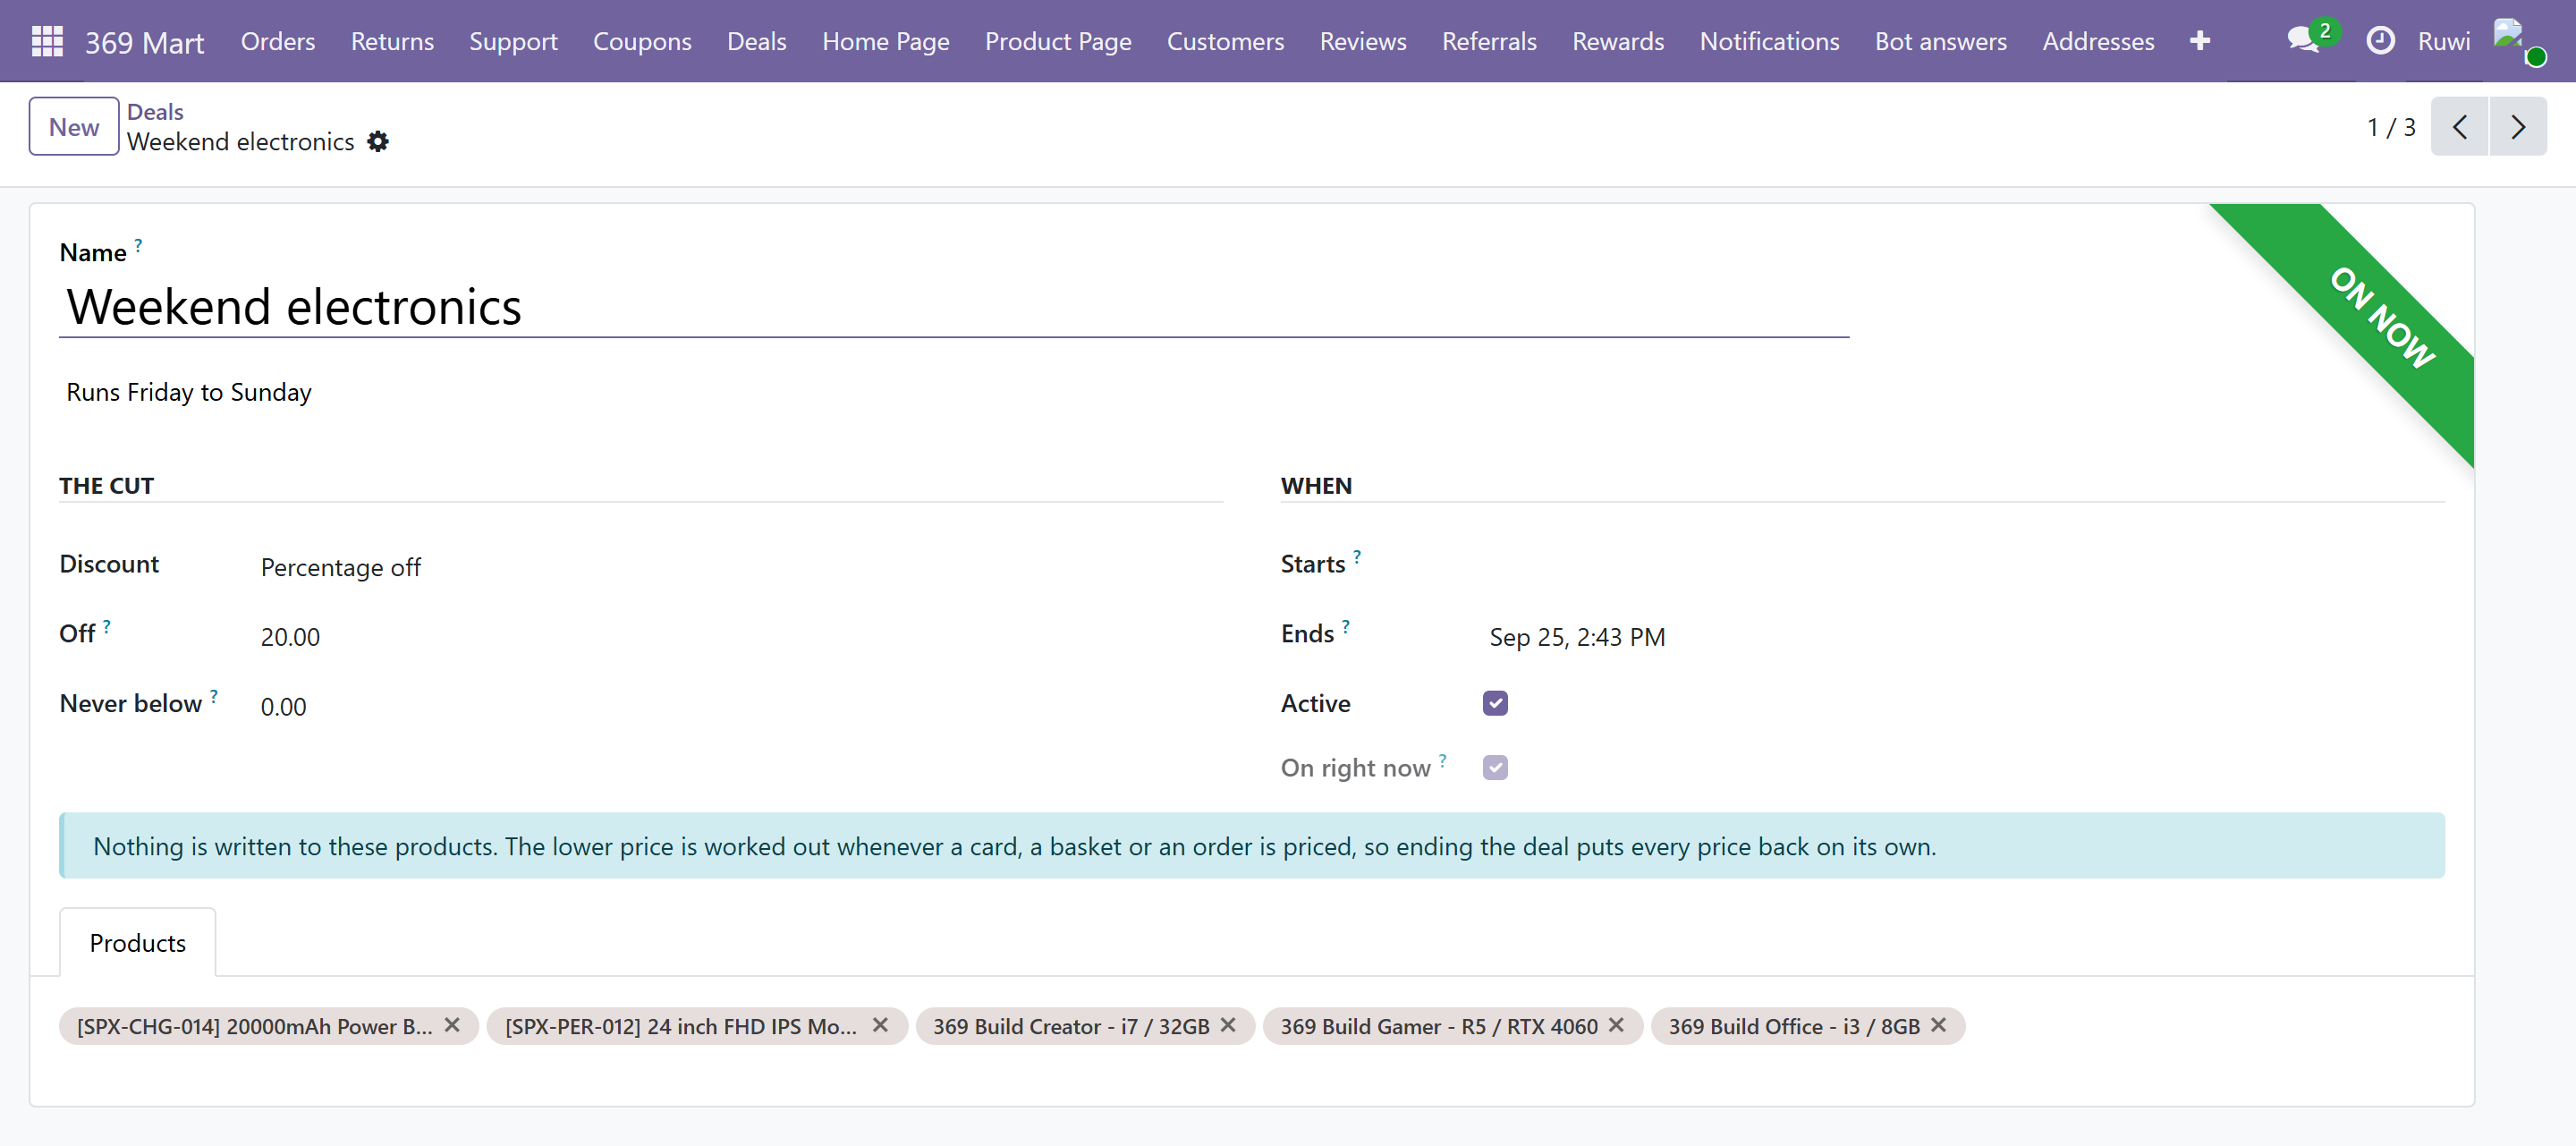 369 Mart Orders Returns Support Coupons Deals Home Page Product Page Customers Reviews Referrals Rewards Notifications Bot answers Addresses 2 Ruwi
New
Deals
Weekend electronics
1 / 3
Name ?
Weekend electronics
ON NOW
Runs Friday to Sunday
THE CUT
Discount Percentage off
Off ? 20.00
Never below ? 0.00
WHEN
Starts ?
Ends ? Sep 25, 2:43 PM
Active
On right now ?
Nothing is written to these products. The lower price is worked out whenever a card, a basket or an order is priced, so ending the deal puts every price back on its own.
Products
[SPX-CHG-014] 20000mAh Power B... [SPX-PER-012] 24 inch FHD IPS Mo... 369 Build Creator - i7 / 32GB 369 Build Gamer - R5 / RTX 4060 369 Build Office - i3 / 8GB